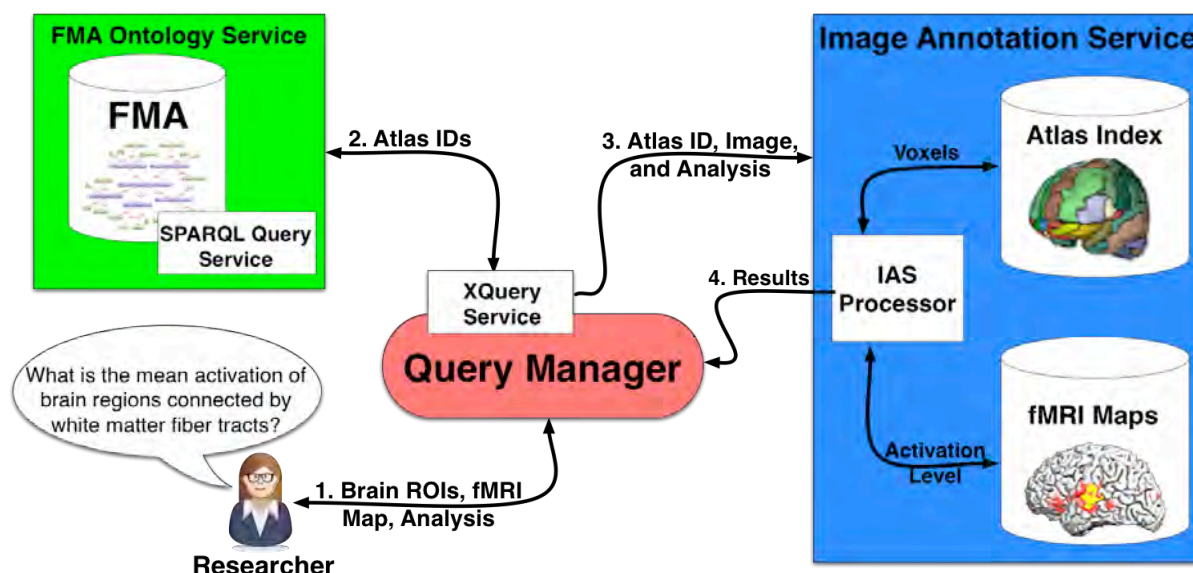 FMA Ontology Service
FMA
SPARQL Query
Service
2. Atlas IDs
3. Atlas ID, Image,
and Analysis
XQuery
Service
Query Manager
4. Results
Image Annotation Service
Atlas Index
Voxels
IAS
Processor
fMRI Maps
Activation
Level
What is the mean activation of
brain regions connected by
white matter fiber tracts?
1. Brain ROIs, fMRI
Map, Analysis
Researcher